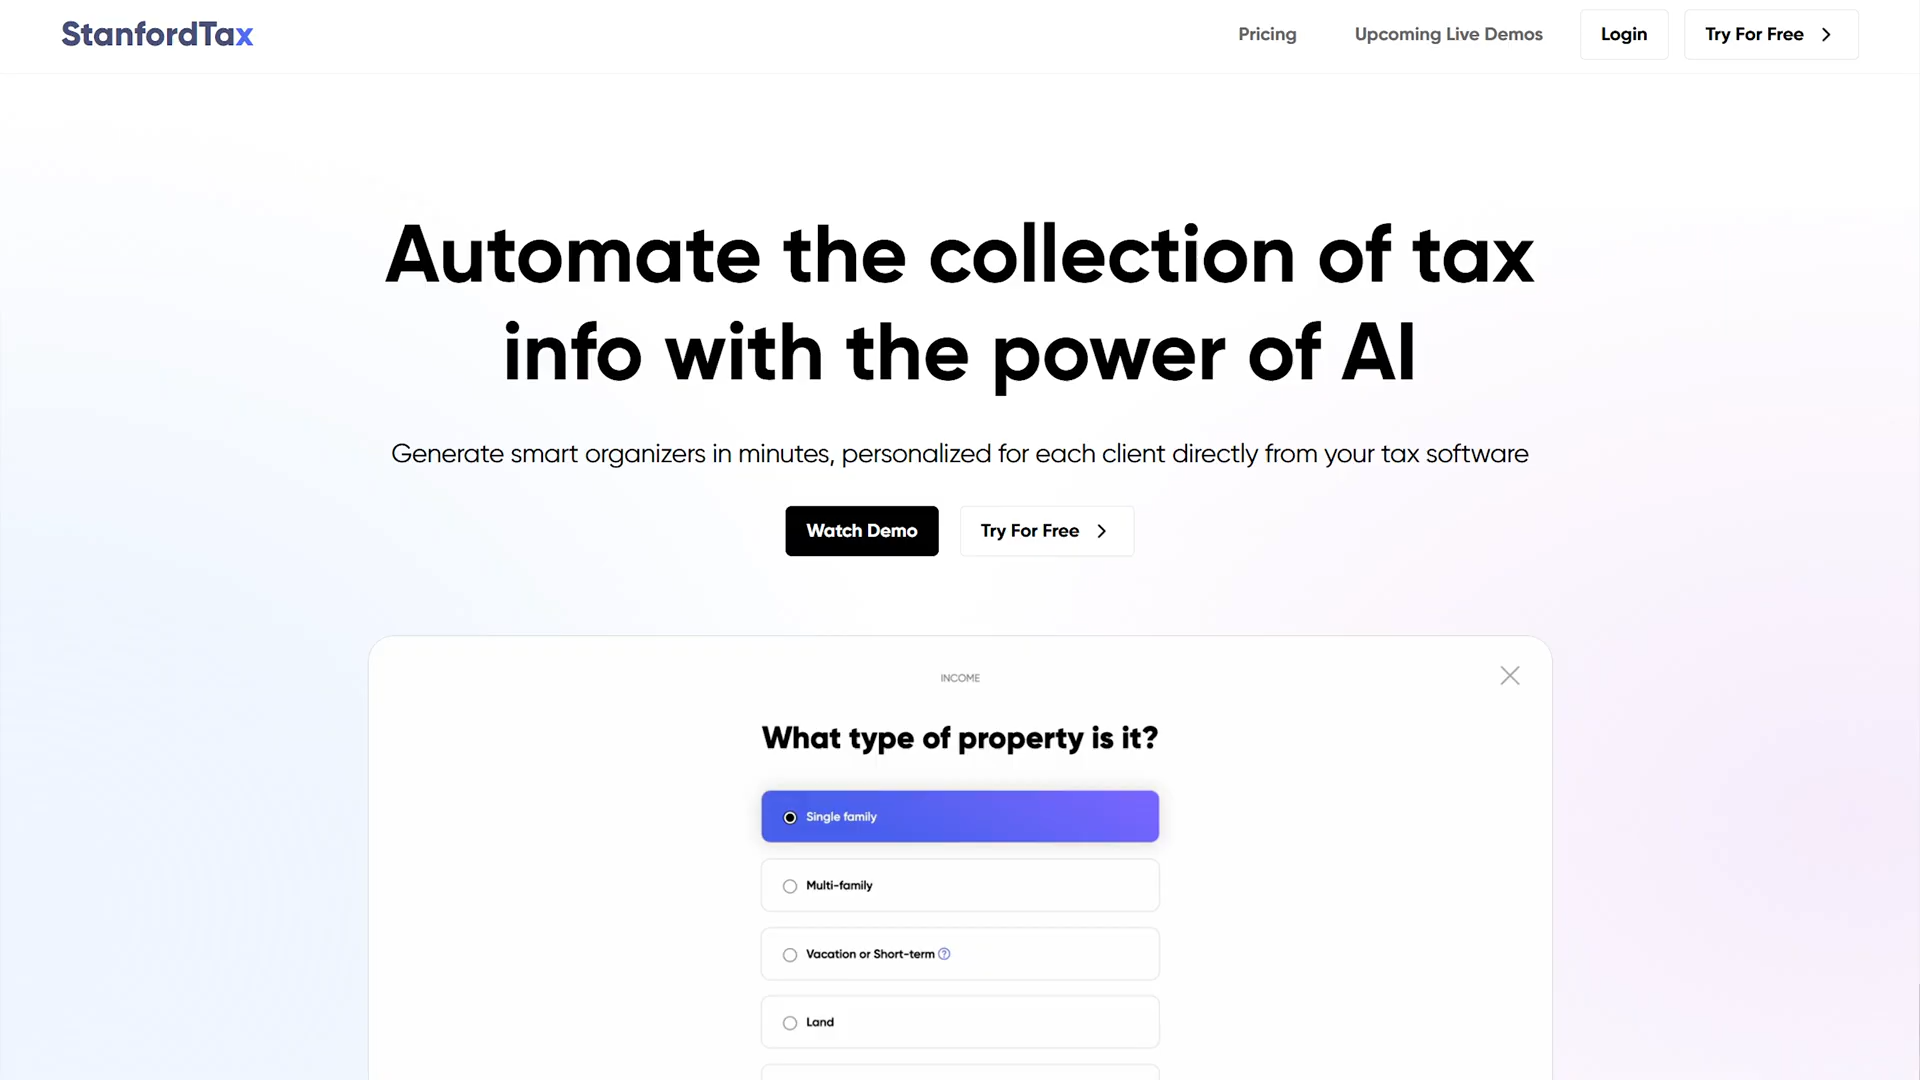 StanfordTax
Pricing
Upcoming Live Demos
Login
Try For Free
Automate the collection of tax
info with the power of AI
Generate smart organizers in minutes, personalized for each client directly from your tax software
Watch Demo
Try For Free
INCOME
What type of property is it?
Single family
Multi-family
Vacation or Short-term ?
Land